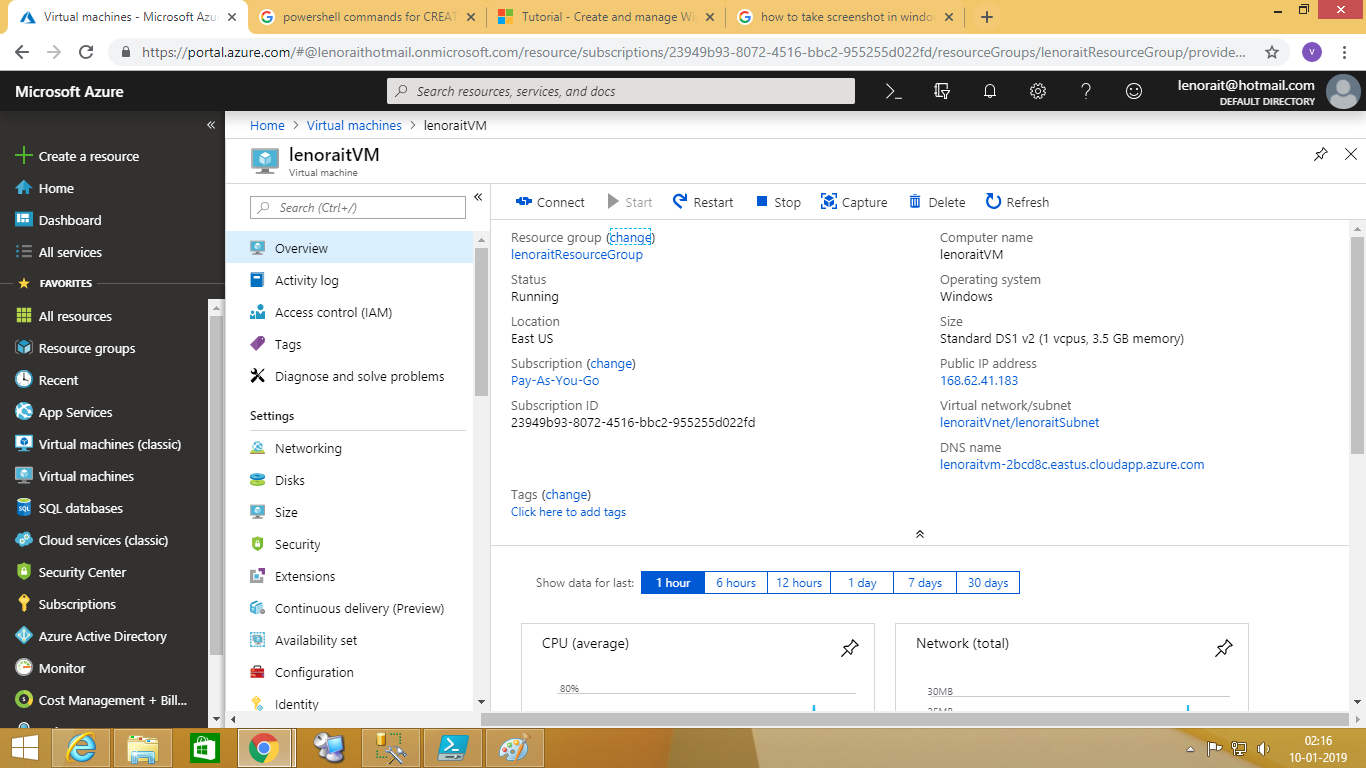 Virtual machines - Microsoft Azu
powershell commands for CREAT
Tutorial - Create and manage Wi
how to take screenshot in windo
https://portal.azure.com/#@lenoraithotmail.onmicrosoft.com/resource/subscriptions/23949b93-8072-4516-bbc2-955255d022fd/resourceGroups/lenoraitResourceGroup/provide...
V
Microsoft Azure
Search resources, services, and docs
lenorait@hotmail.com
DEFAULT DIRECTORY
Create a resource
Home
Dashboard
All services
FAVORITES
All resources
Resource groups
Recent
App Services
Virtual machines (classic)
Virtual machines
SQL databases
Cloud services (classic)
Security Center
Subscriptions
Azure Active Directory
Monitor
Cost Management + Bill...
Home > Virtual machines > lenoraitVM
lenoraitVM
Virtual machine
Search (Ctrl+/)
Overview
Activity log
Access control (IAM)
Tags
Diagnose and solve problems
Settings
Networking
Disks
Size
Security
Extensions
Continuous delivery (Preview)
Availability set
Configuration
Identity
Connect
Start
Restart
Stop
Capture
Delete
Refresh
Resource group (change)
lenoraitResourceGroup
Status
Running
Location
East US
Subscription (change)
Pay-As-You-Go
Subscription ID
23949b93-8072-4516-bbc2-955255d022fd
Computer name
lenoraitVM
Operating system
Windows
Size
Standard DS1 v2 (1 vcpus, 3.5 GB memory)
Public IP address
168.62.41.183
Virtual network/subnet
lenoraitVnet/lenoraitSubnet
DNS name
lenoraitvm-2bcd8c.eastus.cloudapp.azure.com
Tags (change)
Click here to add tags
Show data for last:
1 hour
6 hours
12 hours
1 day
7 days
30 days
CPU (average)
80%
Network (total)
30MB
25MB
02:16
10-01-2019